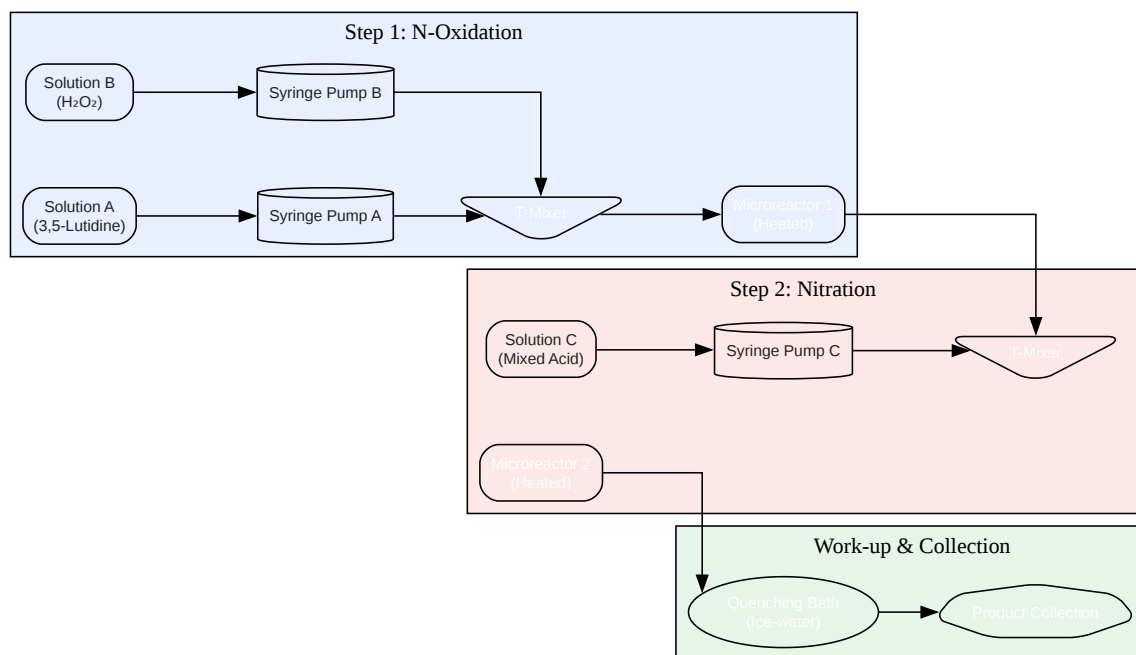 Step 1: N-Oxidation
Solution B
(H₂O₂)
Syringe Pump B
Solution A
(3,5-Lutidine)
Syringe Pump A
T-Mixer
Microreactor 1
(Heated)
Step 2: Nitration
Solution C
(Mixed Acid)
Syringe Pump C
T-Mixer
Microreactor 2
(Heated)
Work-up & Collection
Quenching Bath
(Ice-water)
Product Collection